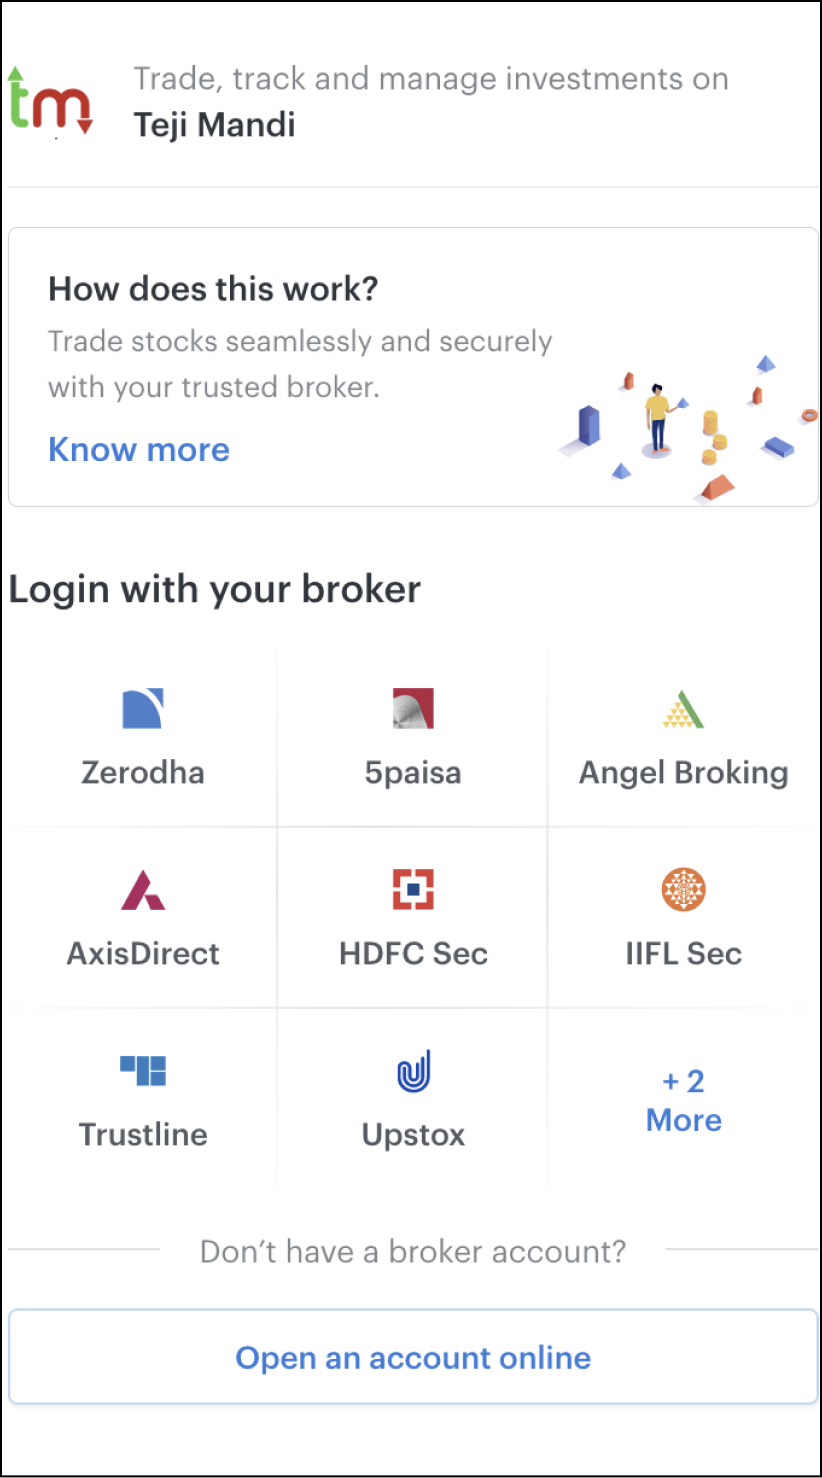 tm
Trade, track and manage investments on
Teji Mandi
How does this work?
Trade stocks seamlessly and securely
with your trusted broker.
Know more
Login with your broker
Zerodha
5paisa
Angel Broking
AxisDirect
HDFC Sec
IIFL Sec
Trustline
Upstox
+ 2
More
Don’t have a broker account?
Open an account online